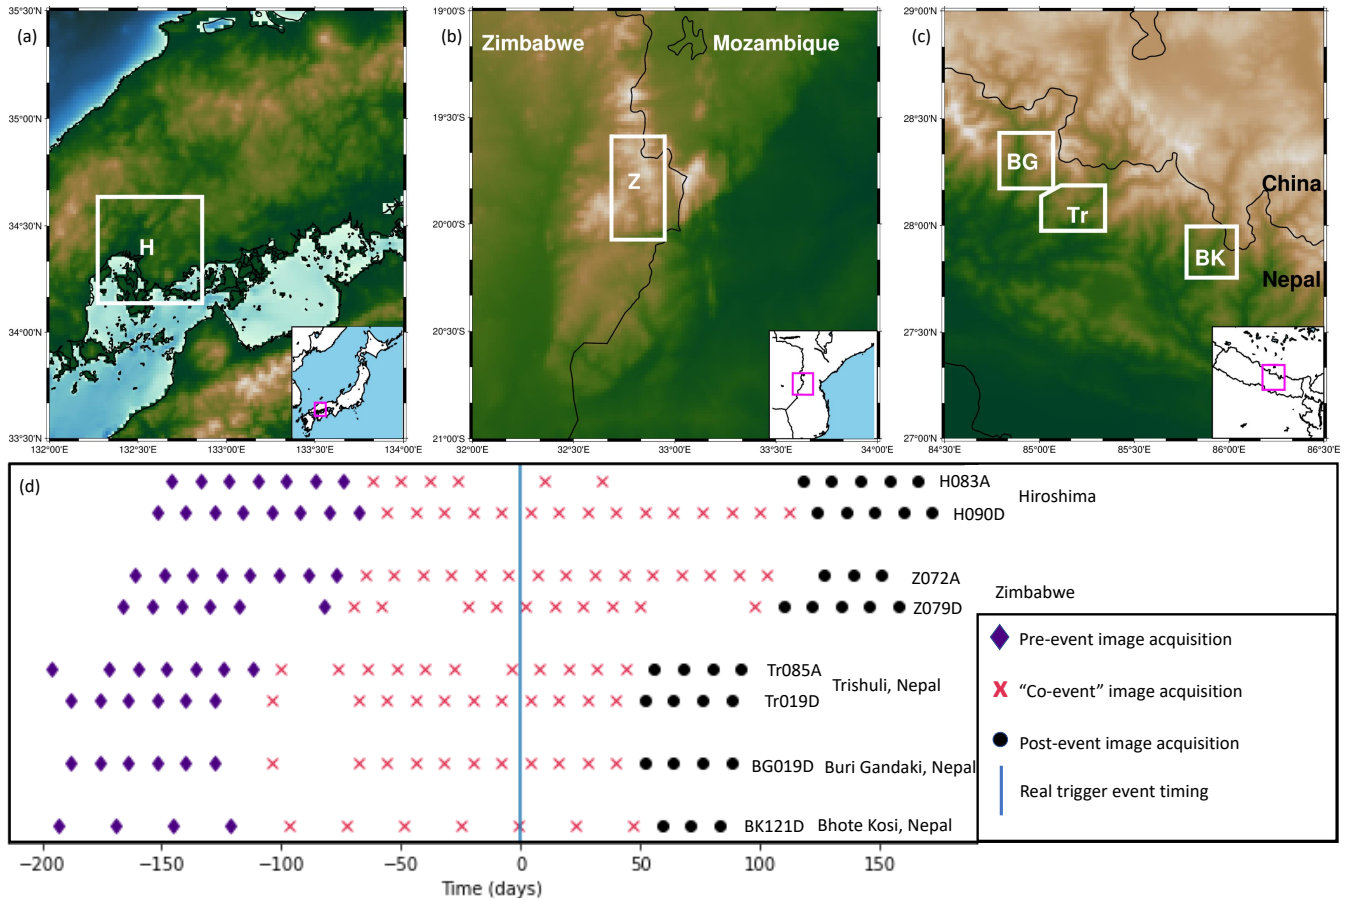 (a)
35°30'N
35°00'N
34°30'N
34°00'N
33°30'N
132°00'E
132°30'E
133°00'E
133°30'E
134°00'E
H
(b)
Zimbabwe
Mozambique
19°00'S
19°30'S
20°00'S
20°30'S
21°00'S
32°00'E
32°30'E
33°00'E
33°30'E
34°00'E
Z
(c)
29°00'N
28°30'N
28°00'N
27°30'N
27°00'N
84°50'E
85°00'E
85°50'E
86°00'E
86°50'E
BG
Tr
BK
China
Nepal
(d)
H083A
Hiroshima
H090D
Z072A
Zimbabwe
Z079D
Tr085A
Trishuli, Nepal
Tr019D
BG019D Buri Gandaki, Nepal
BK121D Bhote Kosi, Nepal
Pre-event image acquisition
“Co-event” image acquisition
Post-event image acquisition
Real trigger event timing
−200 −150 −100 −50 0 50 100 150
Time (days)